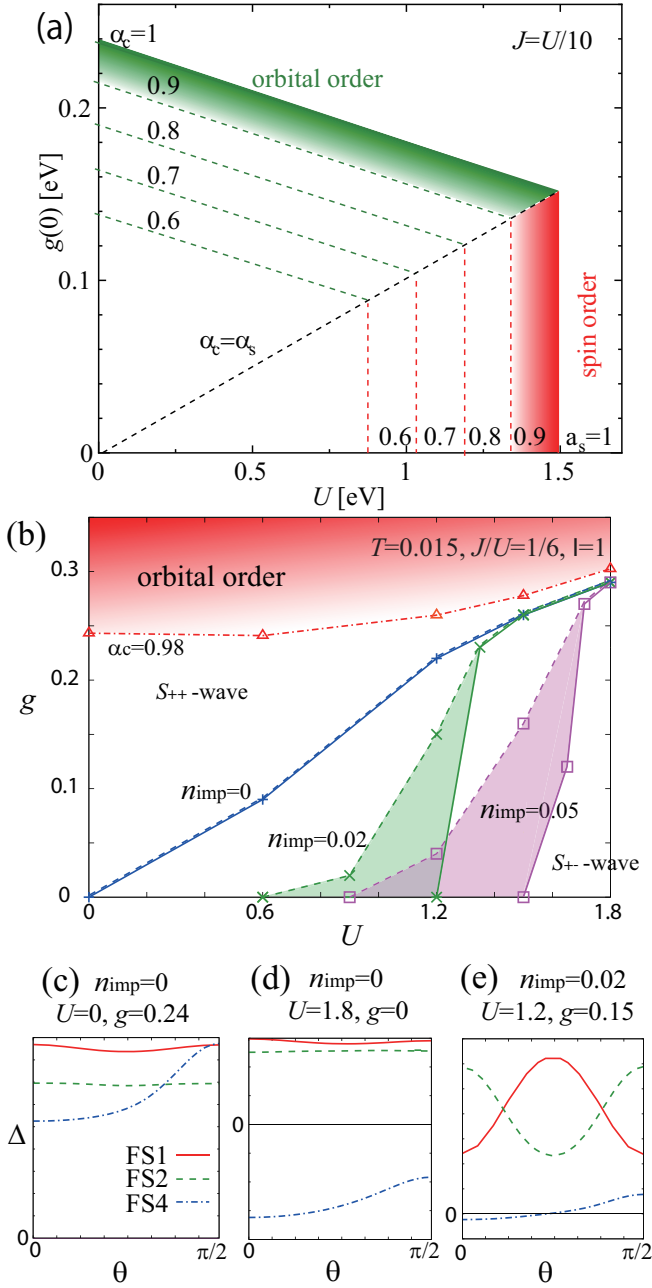 (a)
αc=1
J=U/10
orbital order
0.9
0.8
0.7
0.6
0.2
0.1
0
g(0) [eV]
αc=αs
spin order
0.6
0.7
0.8
0.9
as=1
0
0.5
1
1.5
U [eV]
(b)
T=0.015, J/U=1/6, I=1
orbital order
0.3
αc=0.98
S++-wave
0.2
g
0.1
nimp=0
nimp=0.02
nimp=0.05
S+--wave
0
0
0.6
1.2
1.8
U
(c)
nimp=0
U=0, g=0.24
Δ
FS1
FS2
FS4
0
0
π/2
θ
(d)
nimp=0
U=1.8, g=0
0
0
π/2
θ
(e)
nimp=0.02
U=1.2, g=0.15
0
0
π/2
θ